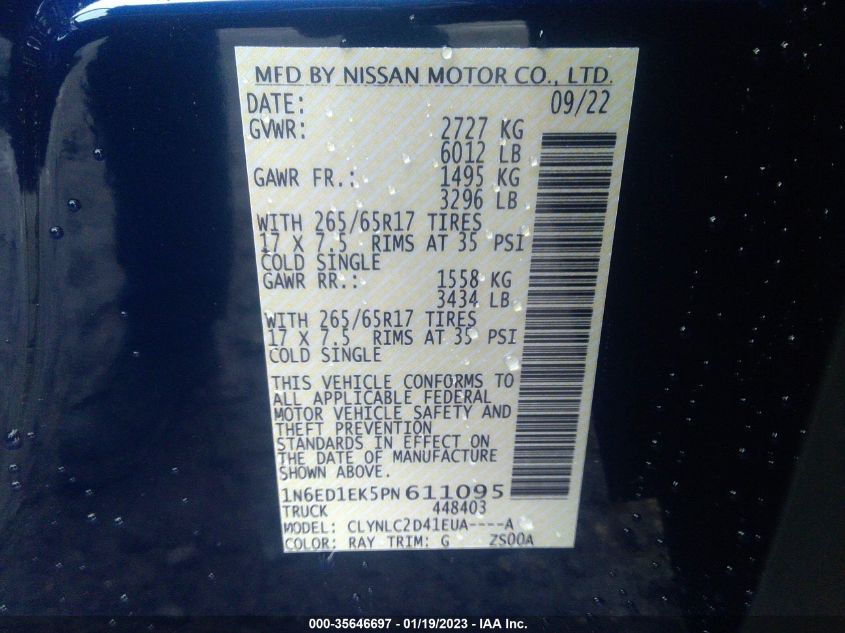 MFD BY NISSAN MOTOR CO., LTD.
DATE: 09/22
GVWR: 2727 KG
6012 LB
GAWR FR.: 1495 KG
3296 LB
WITH 265/65R17 TIRES
17 X 7.5 RIMS AT 35 PSI
COLD SINGLE
GAWR RR.: 1558 KG
3434 LB
WITH 265/65R17 TIRES
17 X 7.5 RIMS AT 35 PSI
COLD SINGLE
THIS VEHICLE CONFORMS TO
ALL APPLICABLE FEDERAL
MOTOR VEHICLE SAFETY AND
THEFT PREVENTION
STANDARDS IN EFFECT ON
THE DATE OF MANUFACTURE
SHOWN ABOVE.
1N6ED1EK5PN611095
TRUCK 448403
MODEL: CLYNLC2D41EUA----A
COLOR: RAY TRIM: G ZS00A
000-35646697 - 01/19/2023 - IAA Inc.